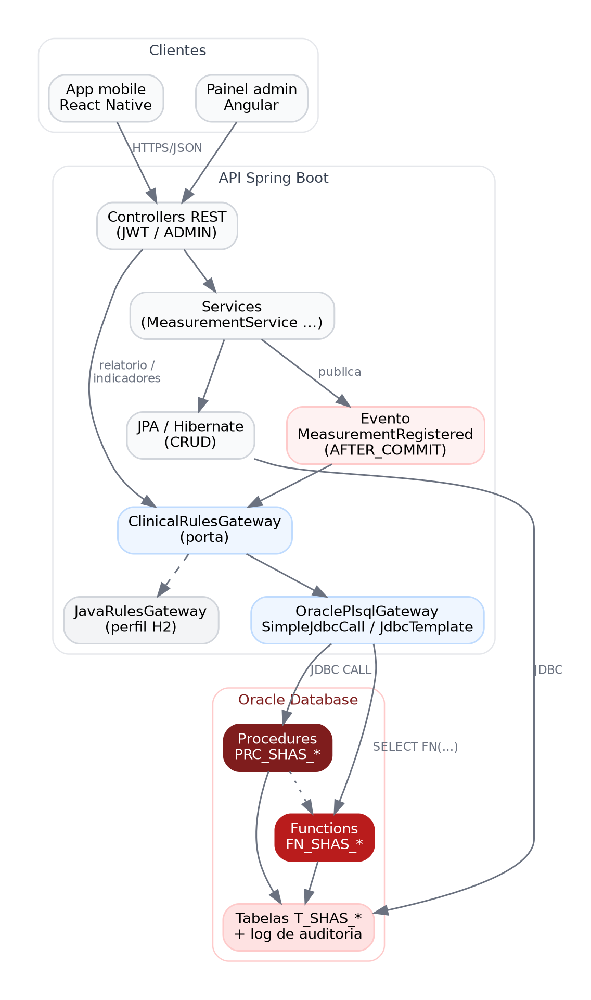 Clientes
App mobile
React Native
Painel admin
Angular
HTTPS/JSON
API Spring Boot
Controllers REST
(JWT / ADMIN)
Services
(MeasurementService ...)
relatorio /
indicadores
publica
JPA / Hibernate
(CRUD)
Evento
MeasurementRegistered
(AFTER_COMMIT)
ClinicalRulesGateway
(porta)
JavaRulesGateway
(perfil H2)
OraclePlsqlGateway
SimpleJdbcCall / JdbcTemplate
JDBC CALL
JDBC
Oracle Database
Procedures
PRC_SHAS_*
SELECT FN(...)
Functions
FN_SHAS_*
Tabelas T_SHAS_*
+ log de auditoria